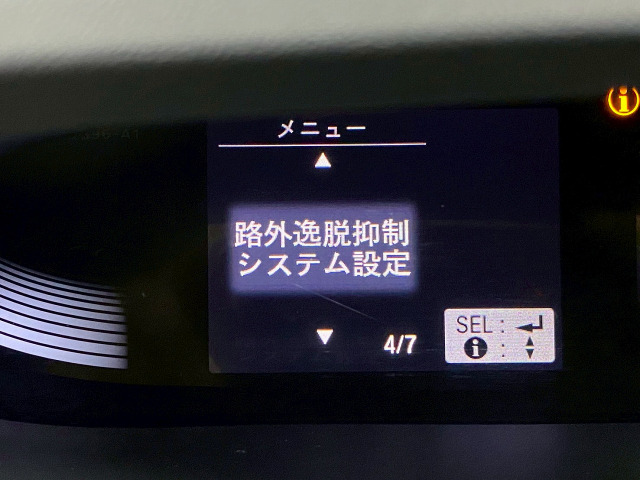 メニュー
路外逸脱抑制
システム設定
4/7
SEL : ↵
i :